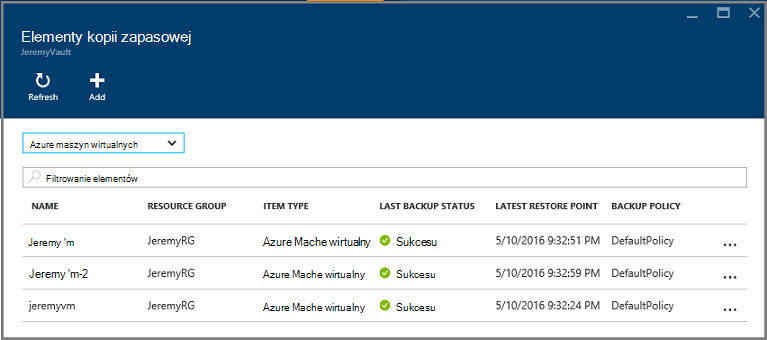 Elementy kopii zapasowej
JeremyVault
Refresh Add
Azure maszyn wirtualnych
Filtrowanie elementów
NAME RESOURCE GROUP ITEM TYPE LAST BACKUP STATUS LATEST RESTORE POINT BACKUP POLICY
Jeremy 'm JeremyRG Azure Mache wirtualny Sukcesu 5/10/2016 9:32:51 PM DefaultPolicy ...
Jeremy 'm-2 JeremyRG Azure Mache wirtualny Sukcesu 5/10/2016 9:32:59 PM DefaultPolicy ...
jeremyvm JeremyRG Azure Mache wirtualny Sukcesu 5/10/2016 9:32:24 PM DefaultPolicy ...